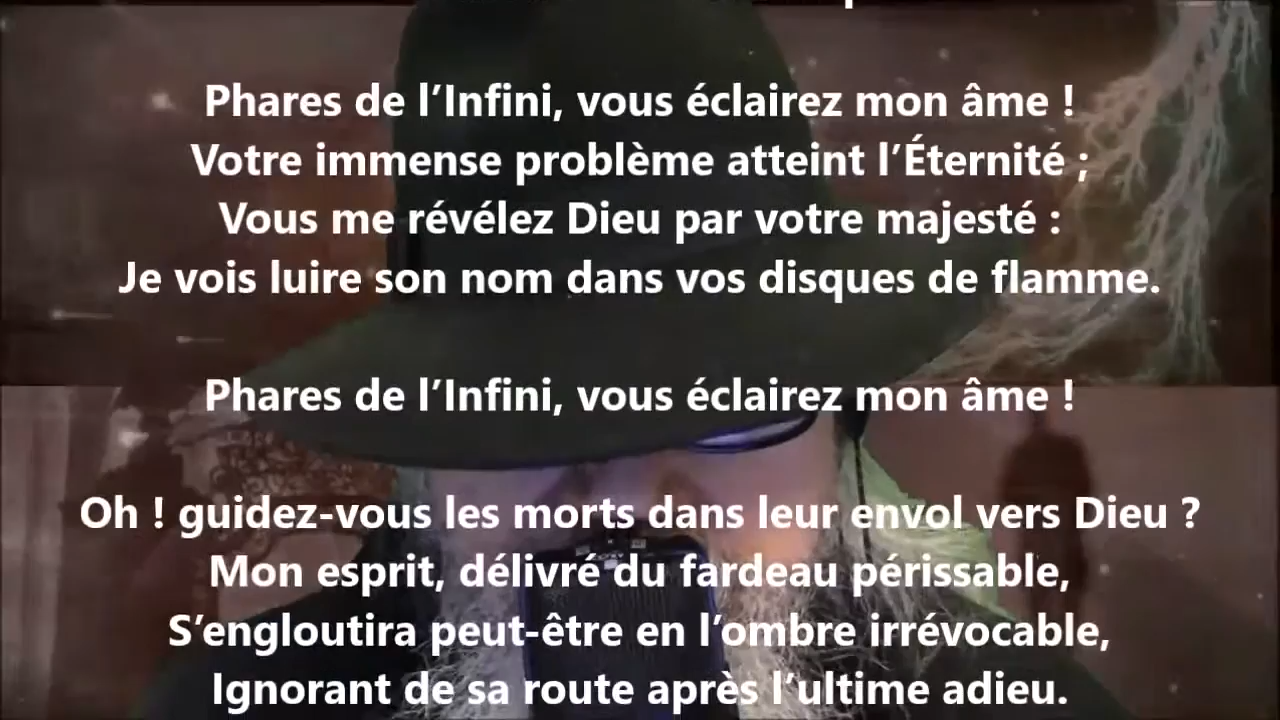 Phares de l’Infini, vous éclairez mon âme !
Votre immense problème atteint l’Éternité ;
Vous me révélez Dieu par votre majesté :
Je vois luire son nom dans vos disques de flamme.
Phares de l’Infini, vous éclairez mon âme !
Oh ! guidez-vous les morts dans leur envol vers Dieu ?
Mon esprit, délivré du fardeau périssable,
S’engloutira peut-être en l’ombre irrévocable,
Ignorant de sa route après l’ultime adieu.